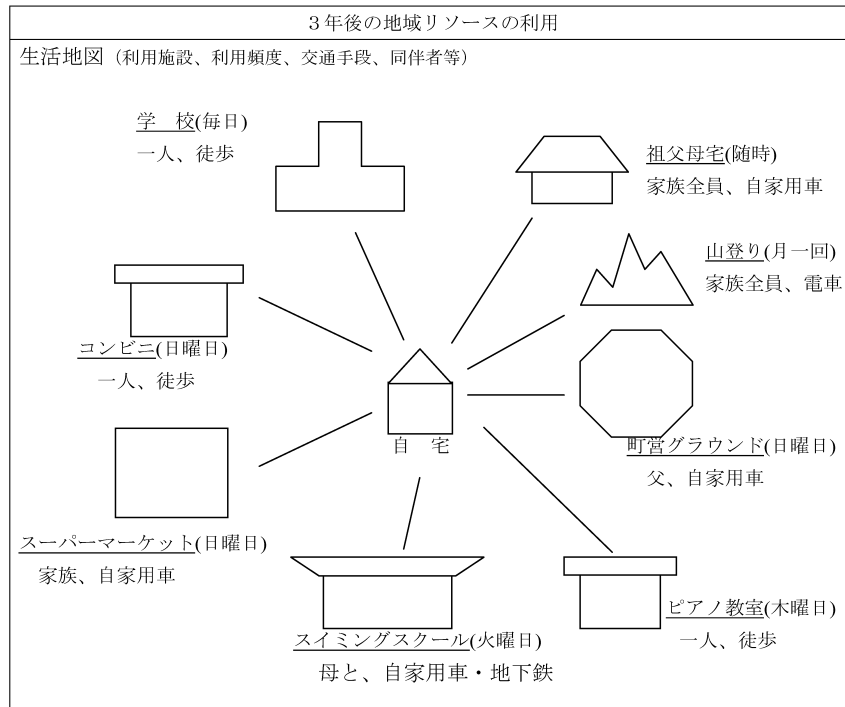 ３年後の地域リソースの利用
生活地図（利用施設、利用頻度、交通手段、同伴者等）
学　校(毎日)
一人、徒歩
祖父母宅(随時)
家族全員、自家用車
山登り(月一回)
家族全員、電車
コンビニ(日曜日)
一人、徒歩
自　宅
町営グラウンド(日曜日)
父、自家用車
スーパーマーケット(日曜日)
家族、自家用車
スイミングスクール(火曜日)
母と、自家用車・地下鉄
ピアノ教室(木曜日)
一人、徒歩